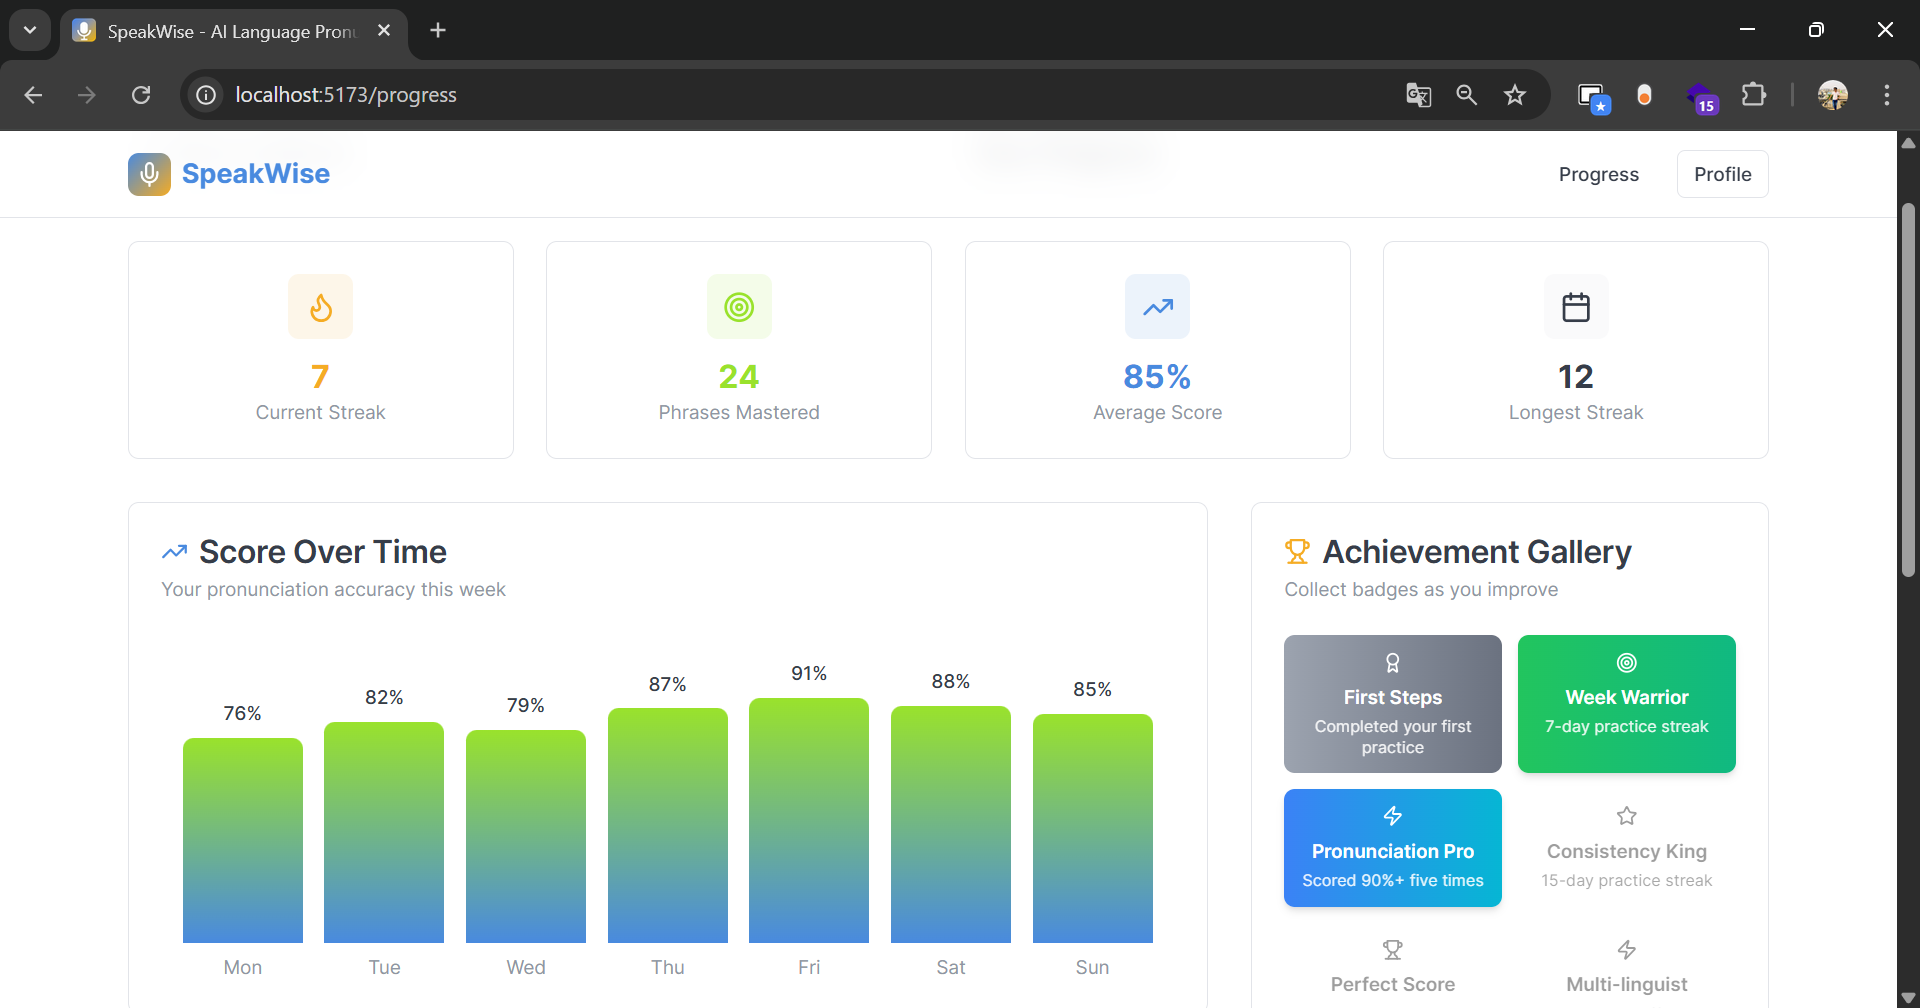 SpeakWise - AI Language Pron
localhost:5173/progress
15
SpeakWise
Progress
Profile
7
Current Streak
24
Phrases Mastered
85%
Average Score
12
Longest Streak
Score Over Time
Your pronunciation accuracy this week
76%
82%
79%
87%
91%
88%
85%
Mon
Tue
Wed
Thu
Fri
Sat
Sun
Achievement Gallery
Collect badges as you improve
First Steps
Completed your first
practice
Week Warrior
7-day practice streak
Pronunciation Pro
Scored 90%+ five times
Consistency King
15-day practice streak
Perfect Score
Multi-linguist